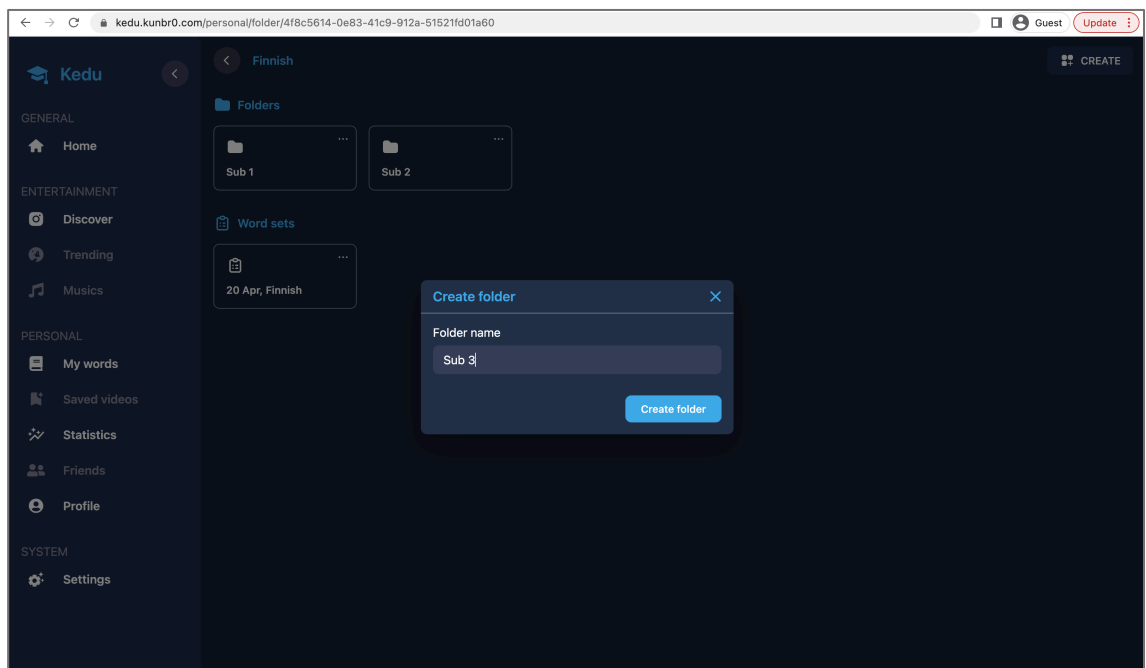 kedu.kunbr0.com/personal/folder/4f8c5614-0e83-41c9-912a-51521fd01a60
Guest
Update
Kedu
Finnish
CREATE
Folders
GENERAL
Home
Sub 1
Sub 2
ENTERTAINMENT
Discover
Trending
Musics
Word sets
20 Apr, Finnish
PERSONAL
My words
Saved videos
Statistics
Friends
Profile
SYSTEM
Settings
Create folder
Folder name
Sub 3
Create folder